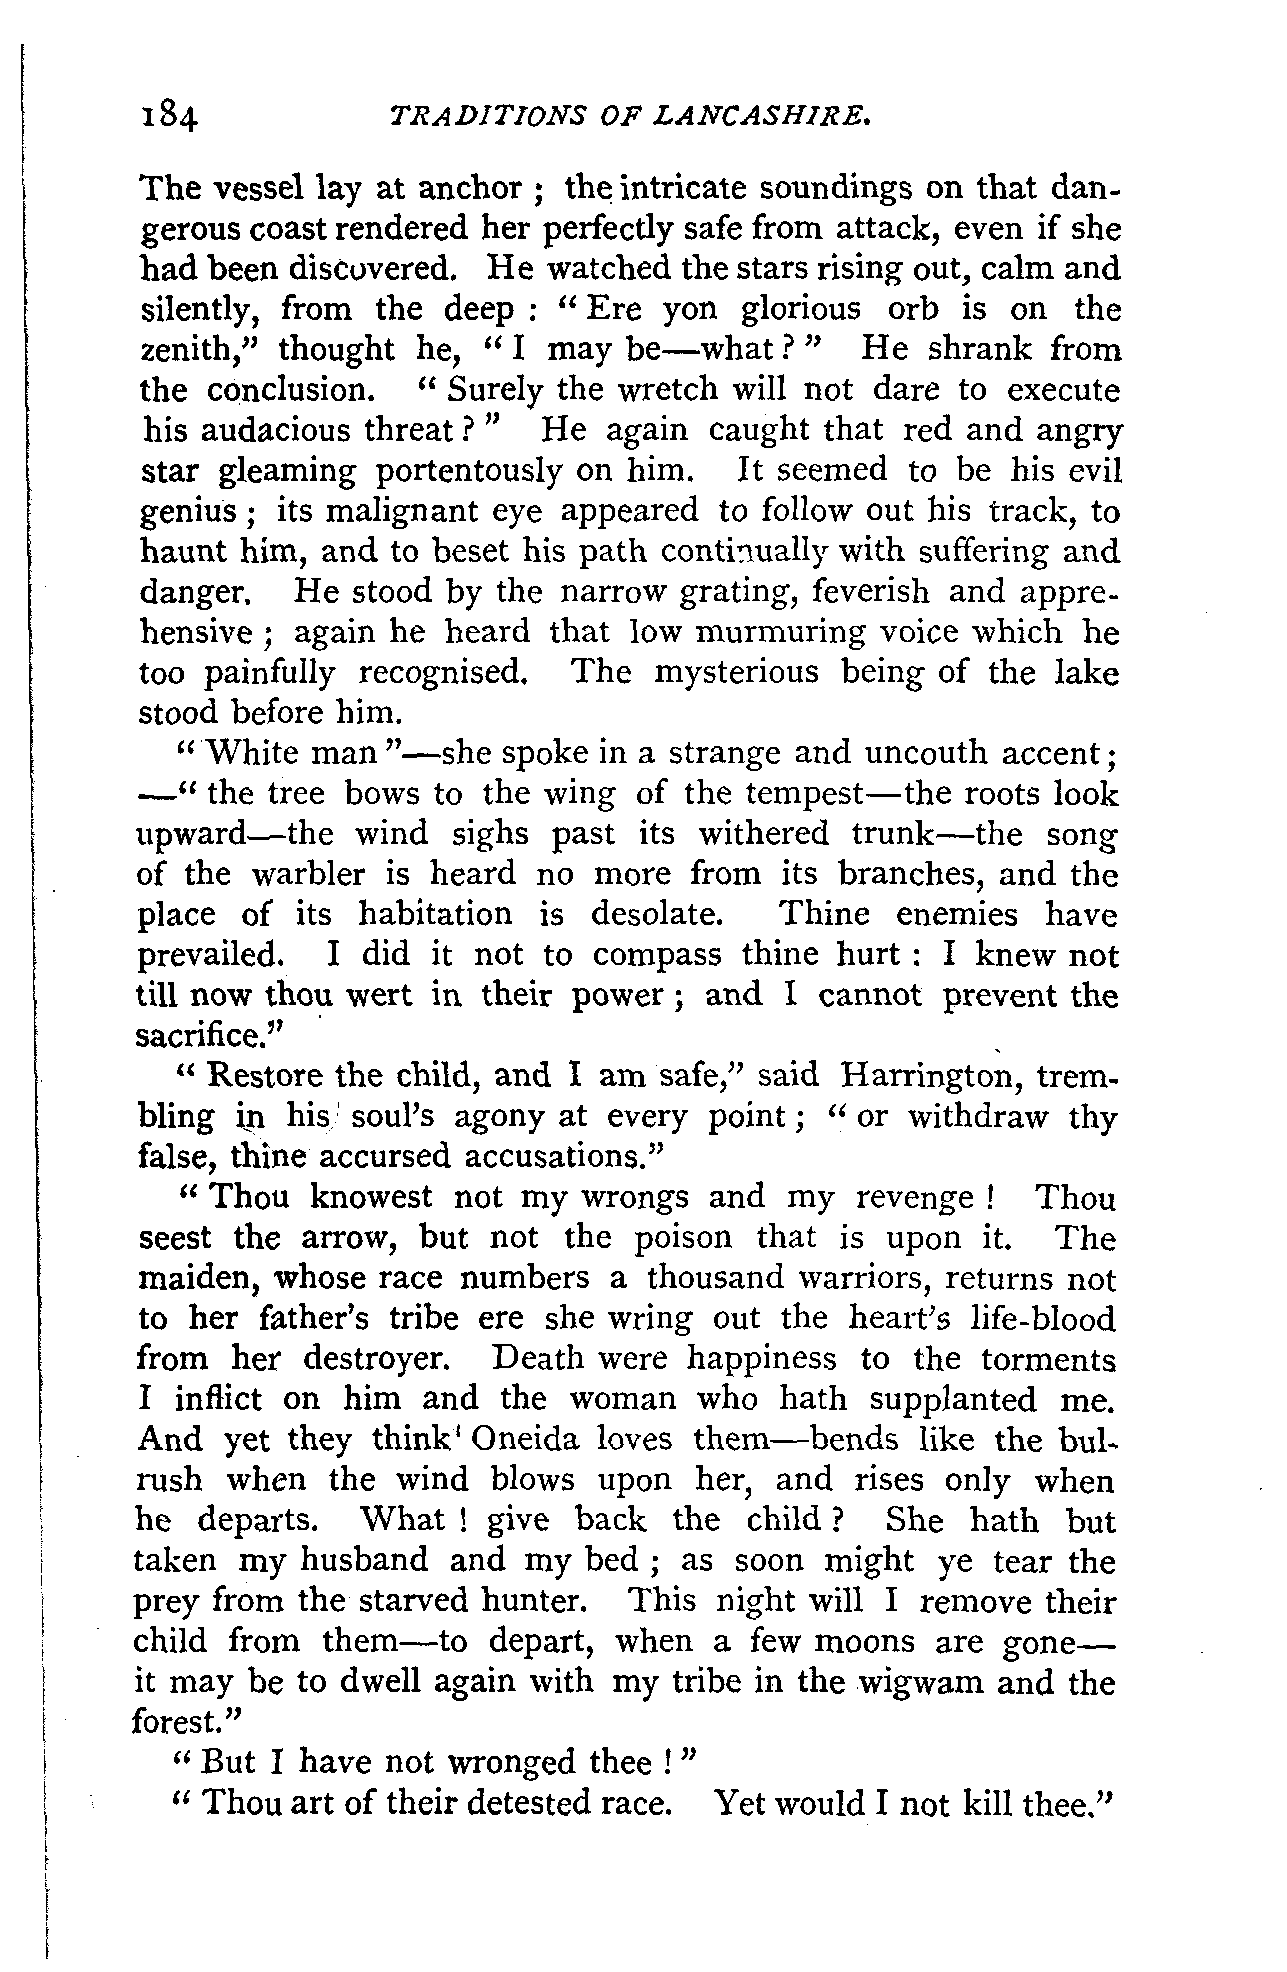 184 TRADITIONS OF LANCASHIRE.
The vessel lay at anchor ; the intricate soundings on that dan-
gerous coast rendered her perfectly safe from attack, even if she
had been discovered. He watched the stars rising out, calm and
silently, from the deep : " Ere yon glorious orb is on the
zenith," thought he, " I may be—what ? " He shrank from
the conclusion. " Surely the wretch will not dare to execute
his audacious threat ? " He again caught that red and angry
star gleaming portentously on him. It seemed to be his evil
genius ; its malignant eye appeared to follow out his track, to
haunt him, and to beset his path continually with suffering and
danger. He stood by the narrow grating, feverish and appre-
hensive ; again he heard that low murmuring voice which he
too painfully recognised. The mysterious being of the lake
stood before him.
" White man "—she spoke in a strange and uncouth accent ;
—" the tree bows to the wing of the tempest—the roots look
upward—the wind sighs past its withered trunk—the song
of the warbler is heard no more from its branches, and the
place of its habitation is desolate. Thine enemies have
prevailed. I did it not to compass thine hurt : I knew not
till now thou wert in their power ; and I cannot prevent the
sacrifice."
" Restore the child, and I am safe," said Harrington, trem-
bling in his soul's agony at every point ; " or withdraw thy
false, thine accursed accusations."
" Thou knowest not my wrongs and my revenge ! Thou
seest the arrow, but not the poison that is upon it. The
maiden, whose race numbers a thousand warriors, returns not
to her father's tribe ere she wring out the heart's life-blood
from her destroyer. Death were happiness to the torments
I inflict on him and the woman who hath supplanted me.
And yet they think Oneida loves them—bends like the bul-
rush when the wind blows upon her, and rises only when
he departs. What ! give back the child ? She hath but
taken my husband and my bed ; as soon might ye tear the
prey from the starved hunter. This night will I remove their
child from them—to depart, when a few moons are gone—
it may be to dwell again with my tribe in the wigwam and the
forest."
" But I have not wronged thee ! "
" Thou art of their detested race. Yet would I not kill thee."